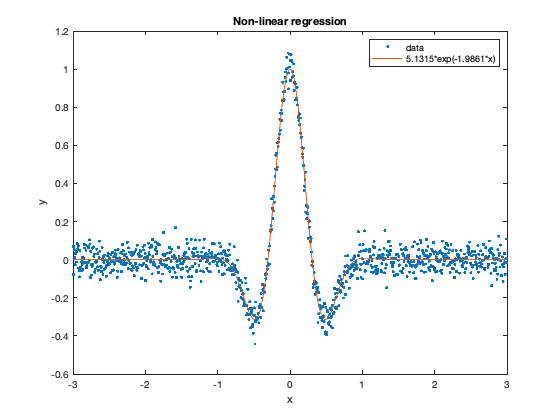 Non-linear regression
1.2
1
0.8
0.6
0.4
0.2
0
-0.2
-0.4
-0.6
y
data
5.1315*exp(-1.9861*x)
-3 -2 -1 0 1 2 3
x